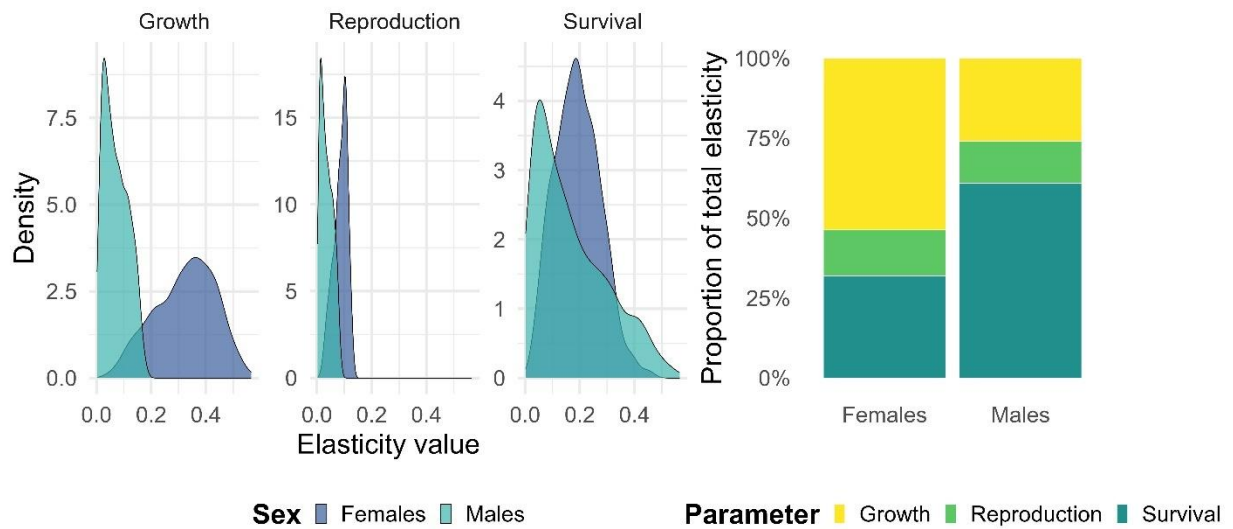 Growth Reproduction Survival
Density
7.5
5.0
2.5
0.0
15
10
5
0
4
3
2
1
0
0.0 0.2 0.4 0.0 0.2 0.4 0.0 0.2 0.4
Elasticity value
Sex Females Males
Proportion of total elasticity
100%
75%
50%
25%
0%
Females Males
Parameter Growth Reproduction Survival